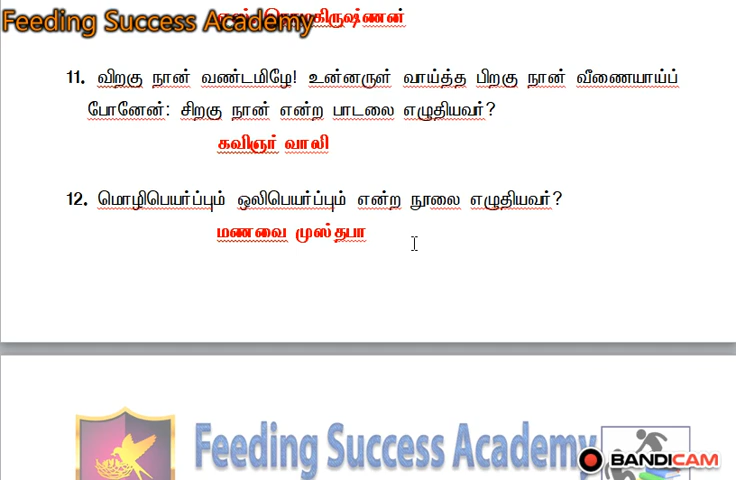 Feeding Success Academy
11. விறகு நான் வண்டமிழே! உன்னருள் வாய்த்த பிறகு நான் வீணையாய்ப்
போனேன்: சிறகு நான் என்ற பாடலை எழுதியவர்?
கவிஞர் வாலி
12. மொழிபெயர்ப்பும் ஒலிபெயர்ப்பும் என்ற நூலை எழுதியவர்?
மணவை முஸ்தபா
Feeding Success Academy
BANDICAM